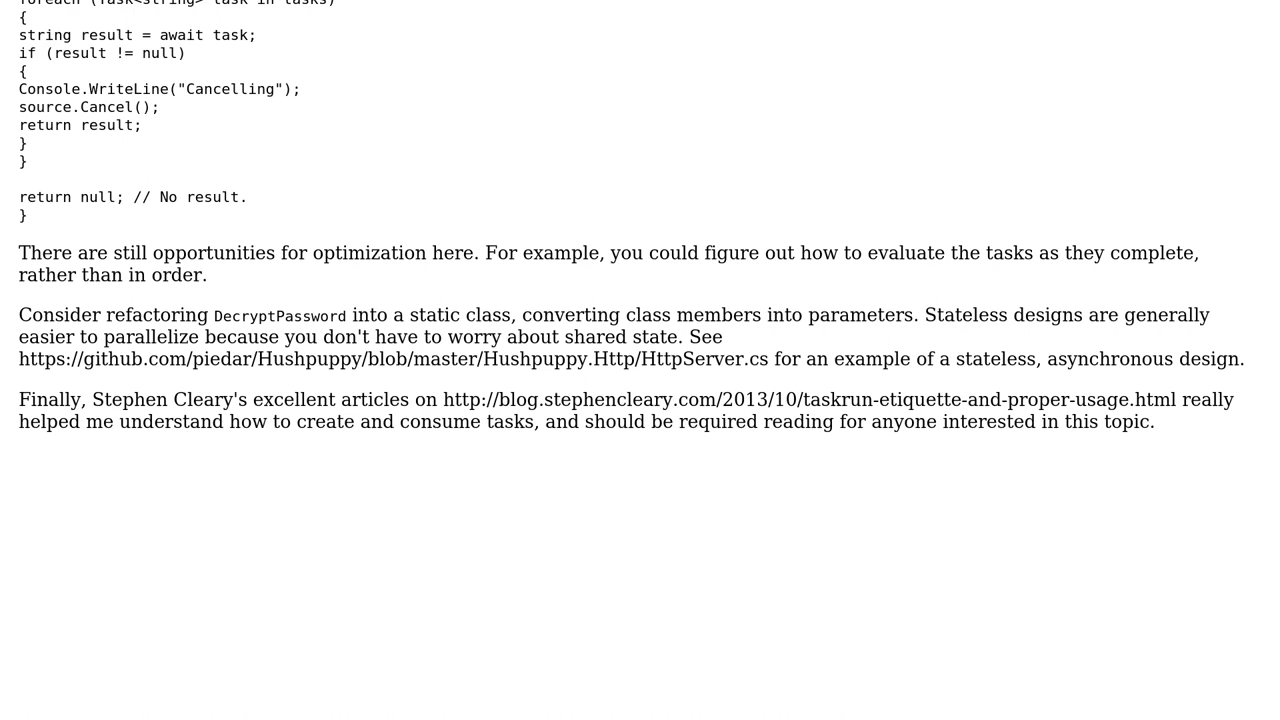 foreach (Task<string> task in tasks)
{
string result = await task;
if (result != null)
{
Console.WriteLine("Cancelling");
source.Cancel();
return result;
}
}
return null; // No result.
}
There are still opportunities for optimization here. For example, you could figure out how to evaluate the tasks as they complete,
rather than in order.
Consider refactoring DecryptPassword into a static class, converting class members into parameters. Stateless designs are generally
easier to parallelize because you don't have to worry about shared state. See
https://github.com/piedar/Hushpuppy/blob/master/Hushpuppy.Http/HttpServer.cs for an example of a stateless, asynchronous design.
Finally, Stephen Cleary's excellent articles on http://blog.stephencleary.com/2013/10/taskrun-etiquette-and-proper-usage.html really
helped me understand how to create and consume tasks, and should be required reading for anyone interested in this topic.